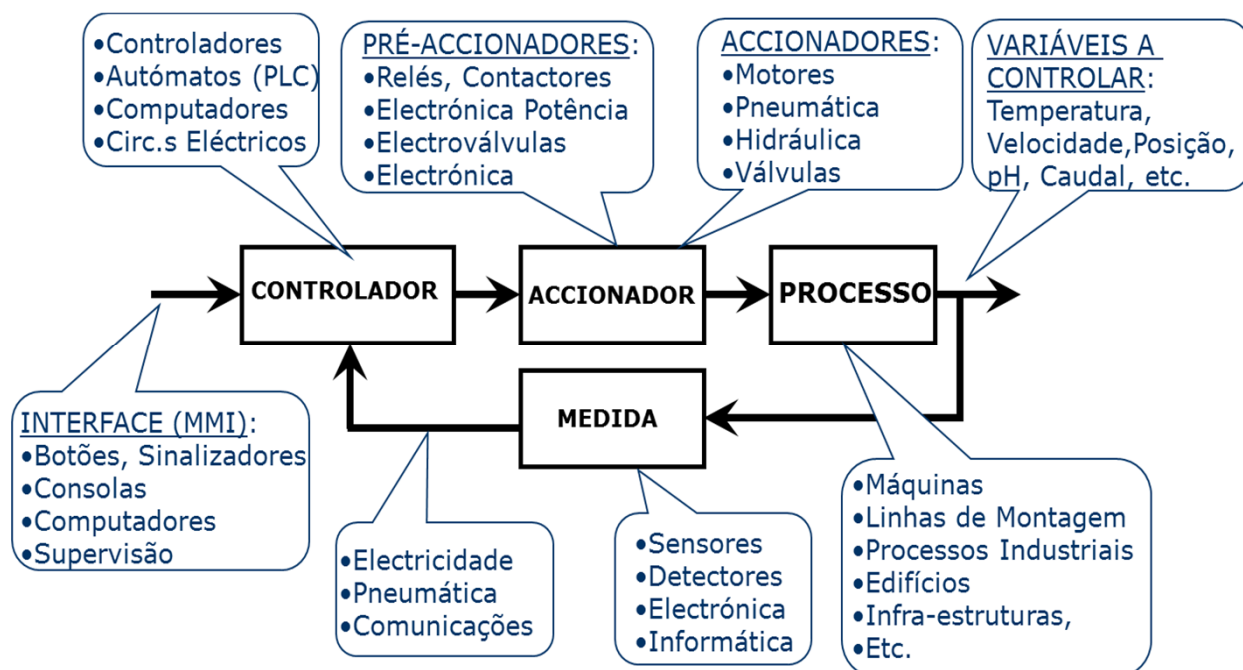 •Controladores
•Autómatos (PLC)
•Computadores
•Circ.s Eléctricos
PRÉ-ACCIONADORES:
•Relés, Contactores
•Electrónica Potência
•Electroválvulas
•Electrónica
ACCIONADORES:
•Motores
•Pneumática
•Hidráulica
•Válvulas
VARIÁVEIS A
CONTROLAR:
Temperatura,
Velocidade,Posição,
pH, Caudal, etc.
CONTROLADOR
ACCIONADOR
PROCESSO
MEDIDA
INTERFACE (MMI):
•Botões, Sinalizadores
•Consolas
•Computadores
•Supervisão
•Electricidade
•Pneumática
•Comunicações
•Sensores
•Detectores
•Electrónica
•Informática
•Máquinas
•Linhas de Montagem
•Processos Industriais
•Edifícios
•Infra-estruturas,
•Etc.